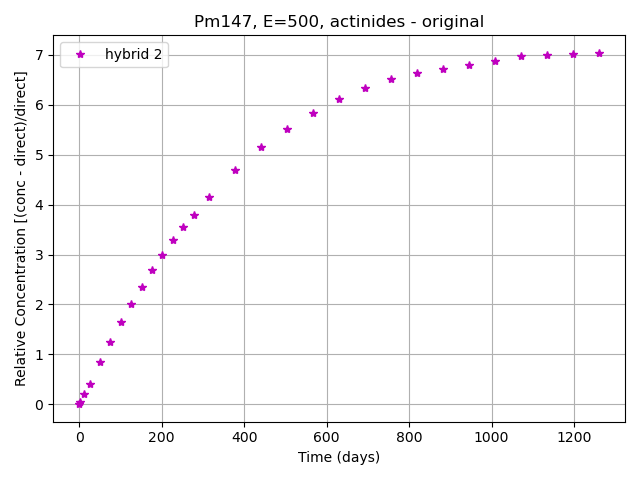 Pm147, E=500, actinides - original
hybrid 2
Relative Concentration [(conc - direct)/direct]
7
6
5
4
3
2
1
0
0 200 400 600 800 1000 1200
Time (days)